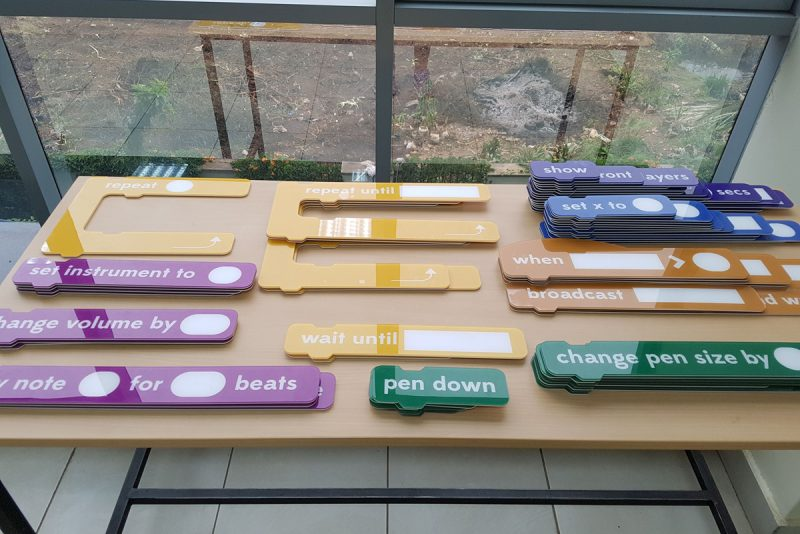 repeat
repeat until
show ront ayers
secs
set x to
set instrument to
when >
broadcast
d w
hange volume by
wait until
change pen size by
y note for beats
pen down